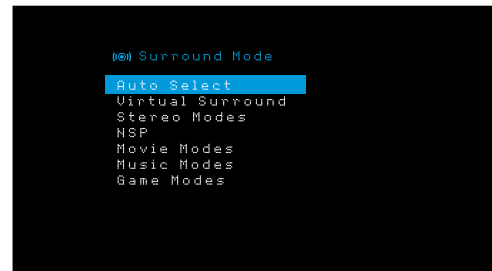 Surround Mode
Auto Select
Virtual Surround
Stereo Modes
NSP
Movie Modes
Music Modes
Game Modes